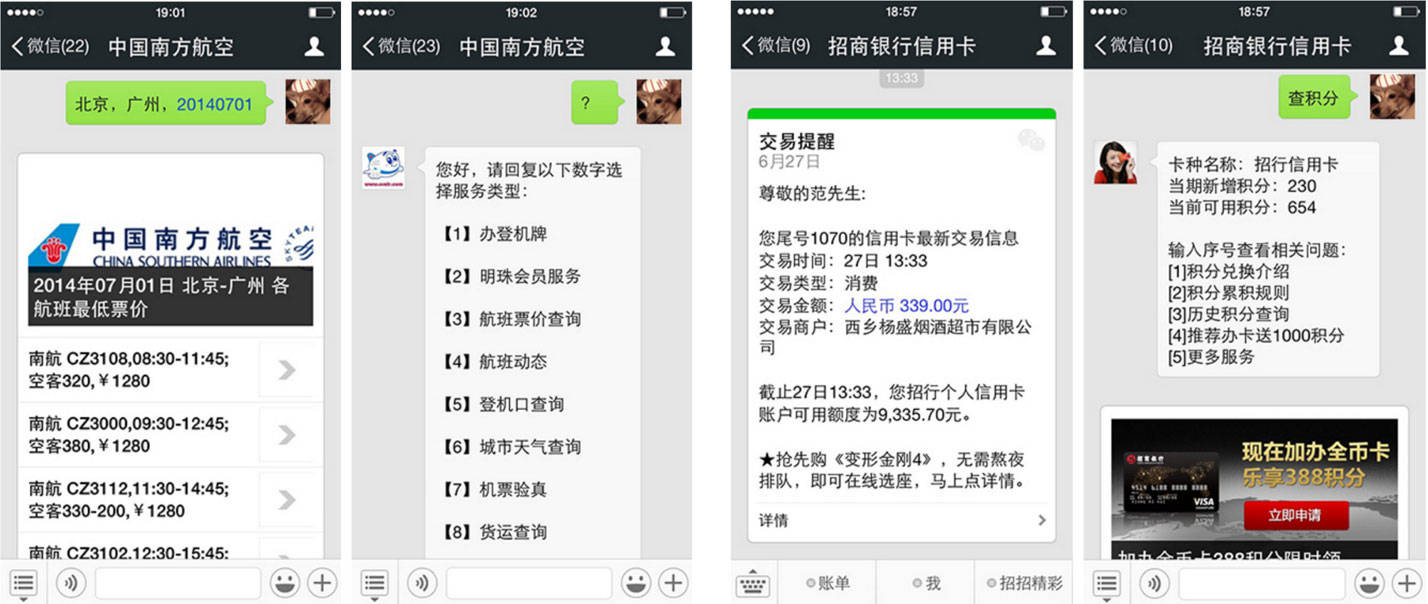 19:01
微信(22) 中国南方航空
北京，广州，20140701
中国南方航空
CHINA SOUTHERN AIRLINES
SKYTEAM
2014年07月01日 北京-广州 各
航班最低票价
南航 CZ3108,08:30-11:45;
空客320,￥1280
南航 CZ3000,09:30-12:45;
空客380,￥1280
南航 CZ3112,11:30-14:45;
空客330-200,￥1280
南航 CZ3102,12:30-15:45;
19:02
微信(23) 中国南方航空
?
您好，请回复以下数字选
择服务类型：
【1】办登机牌
【2】明珠会员服务
【3】航班票价查询
【4】航班动态
【5】登机口查询
【6】城市天气查询
【7】机票验真
【8】货运查询
18:57
微信(9) 招商银行信用卡
13:33
交易提醒
6月27日
尊敬的范先生:
您尾号1070的信用卡最新交易信息
交易时间：27日 13:33
交易类型：消费
交易金额：人民币 339.00元
交易商户：西乡杨盛烟酒超市有限公
司
截止27日13:33，您招行个人信用卡
账户可用额度为9,335.70元。
★抢先购《变形金刚4》，无需熬夜
排队，即可在线选座，马上点详情。
详情
账单 我 招招精彩
18:57
微信(10) 招商银行信用卡
查积分
卡种名称：招行信用卡
当期新增积分：230
当前可用积分：654
输入序号查看相关问题：
[1]积分兑换介绍
[2]积分累积规则
[3]历史积分查询
[4]推荐办卡送1000积分
[5]更多服务
招商银行
VISA
现在加办全币卡
乐享388积分
立即申请
加办全币卡388积分限时领